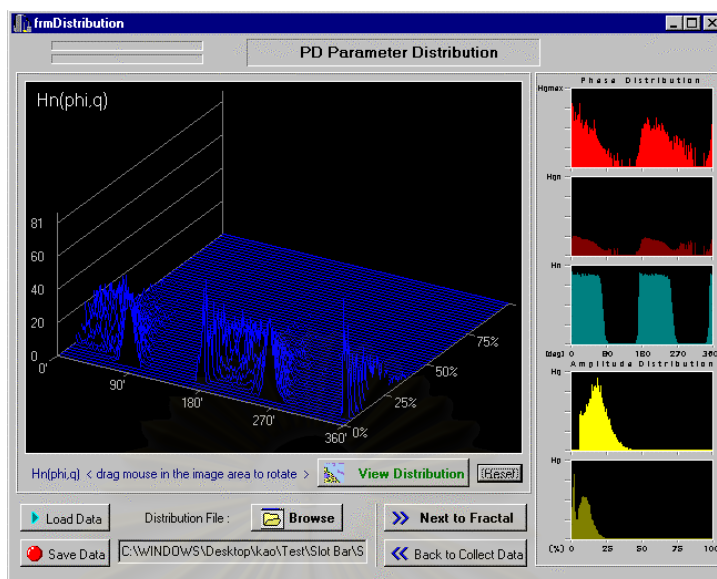 frmDistribution
PD Parameter Distribution
Hn(phi,q)
81
60
40
20
0
0'
90'
180'
270'
360'
0%
25%
50%
75%
Hn(phi,q) < drag mouse in the image area to rotate >
View Distribution
(Reset)
Load Data
Distribution File :
Browse
Next to Fractal
Save Data
C:\WINDOWS\Desktop\kao\Test\Slot Bar\S
Back to Collect Data
Phase Distribution
Hqmax
Hqn
Hn
(deg) 0 90 180 270 360
Amplitude Distribution
Hq
Hp
(%) 0 25 50 75 100